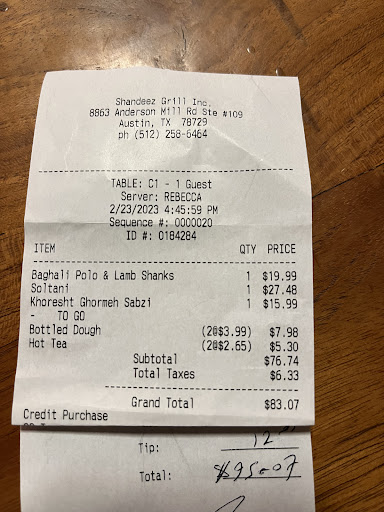 Shandeez Grill Inc.
8863 Anderson Mill Rd Ste #109
Austin, TX 78729
ph (512) 258-6464
TABLE: C1 - 1 Guest
Server: REBECCA
2/23/2023 4:45:59 PM
Sequence #: 0000020
ID #: 0184284
ITEM QTY PRICE
Baghali Polo & Lamb Shanks 1 $19.99
Soltani 1 $27.48
Khoresht Ghormeh Sabzi 1 $15.99
- TO GO
Bottled Dough (2@$3.99) $7.98
Hot Tea (2@$2.65) $5.30
Subtotal $76.74
Total Taxes $6.33
Grand Total $83.07
Credit Purchase
Tip: 12
Total: $95.07